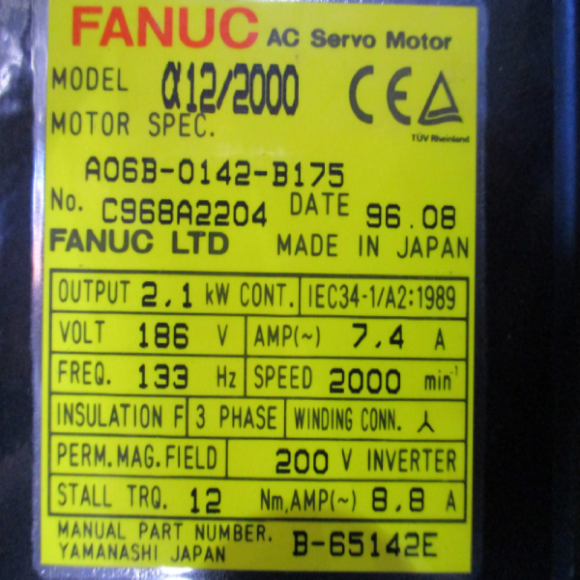 FANUC AC Servo Motor
MODEL α12/2000 CE
TÜV Rheinland
MOTOR SPEC.
A06B-0142-B175
No. C968A2204 DATE 96.08
FANUC LTD MADE IN JAPAN
OUTPUT 2.1 kW CONT. IEC34-1/A2:1989
VOLT 186 V AMP(~) 7.4 A
FREQ. 133 Hz SPEED 2000 min⁻¹
INSULATION F 3 PHASE WINDING CONN. ⅄
PERM.MAG.FIELD 200 V INVERTER
STALL TRQ. 12 Nm,AMP(~) 8.8 A
MANUAL PART NUMBER. B-65142E
YAMANASHI JAPAN